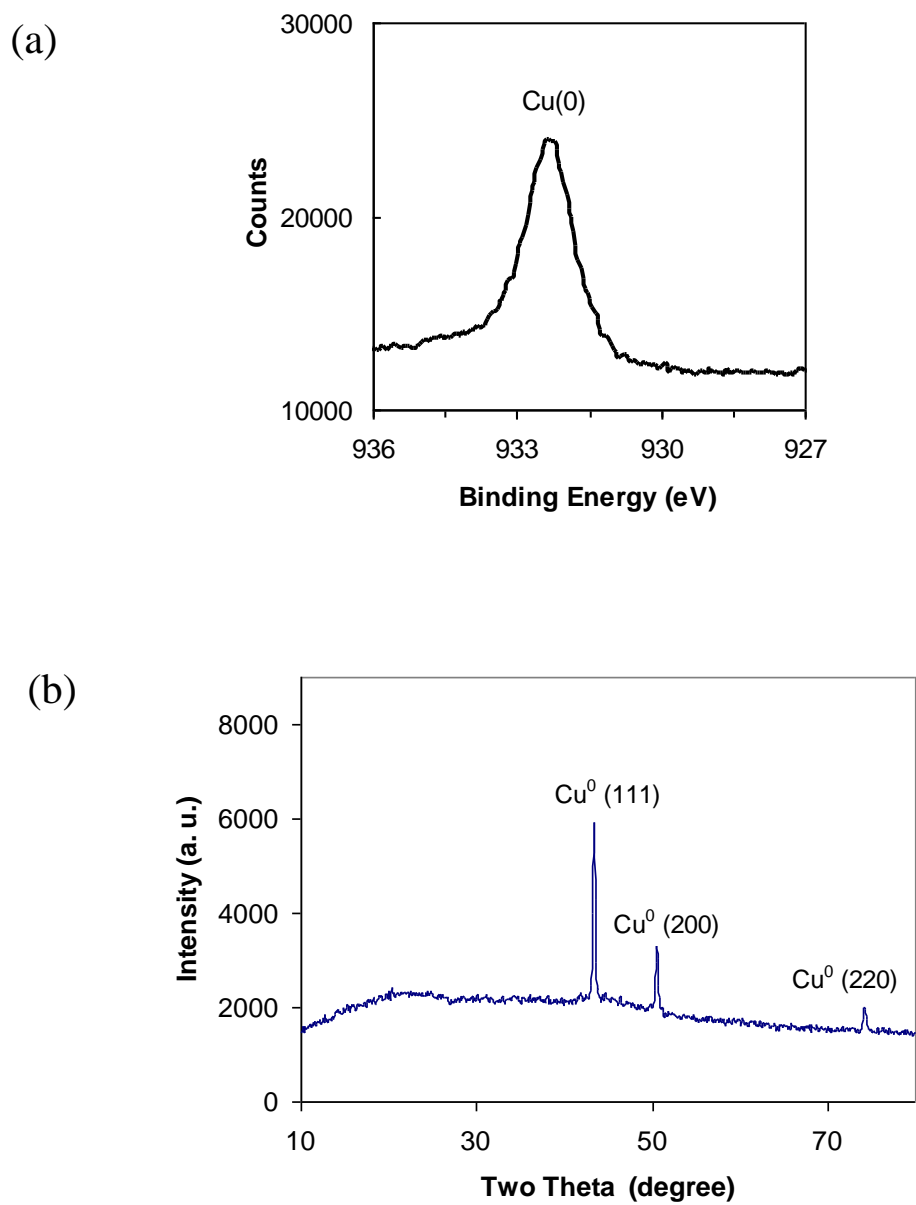 (a)
30000
Cu(0)
Counts
20000
10000
936 933 930 927
Binding Energy (eV)
(b)
8000
Cu⁰ (111)
6000
Intensity (a. u.)
4000
Cu⁰ (200)
Cu⁰ (220)
2000
0
10 30 50 70
Two Theta (degree)